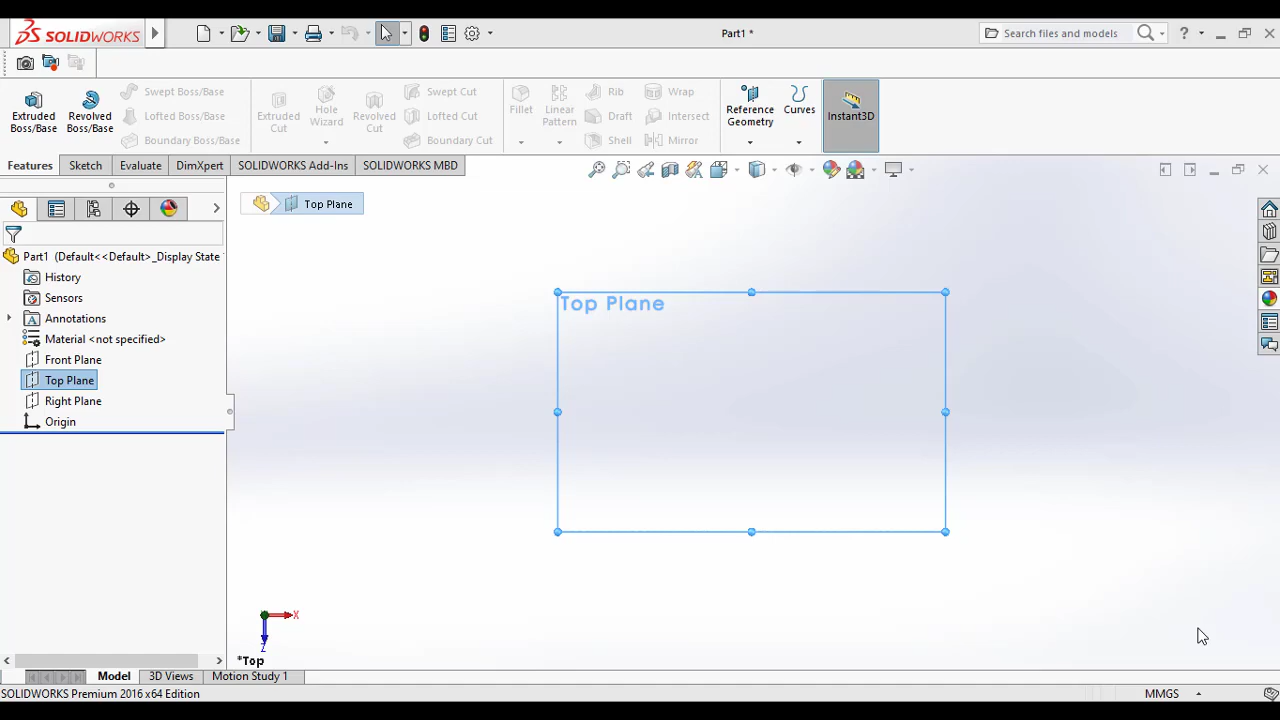 SOLIDWORKS
Part1 *
Search files and models
?
Extruded Boss/Base
Revolved Boss/Base
Swept Boss/Base
Lofted Boss/Base
Boundary Boss/Base
Extruded Cut
Hole Wizard
Revolved Cut
Swept Cut
Lofted Cut
Boundary Cut
Fillet
Linear Pattern
Rib
Draft
Shell
Wrap
Intersect
Mirror
Reference Geometry
Curves
Instant3D
Features
Sketch
Evaluate
DimXpert
SOLIDWORKS Add-Ins
SOLIDWORKS MBD
Top Plane
Part1 (Default<<Default>_Display State
History
Sensors
Annotations
Material <not specified>
Front Plane
Top Plane
Right Plane
Origin
Top Plane
X
Z
*Top
Model
3D Views
Motion Study 1
SOLIDWORKS Premium 2016 x64 Edition
MMGS